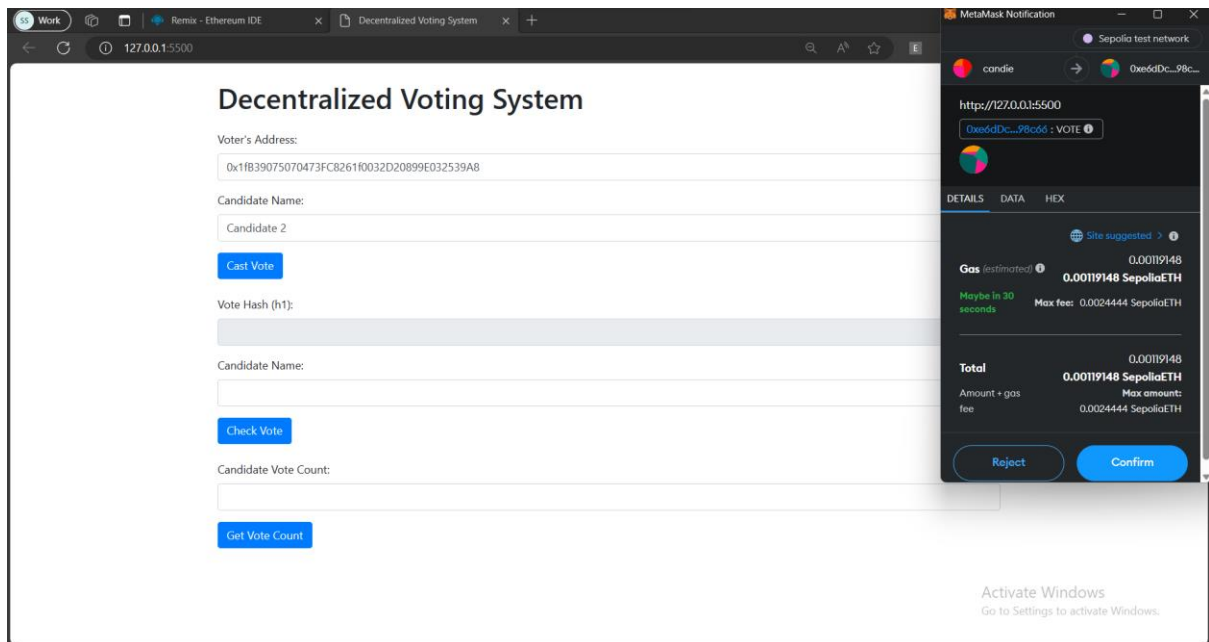 SS Work
Remix - Ethereum IDE
Decentralized Voting System
127.0.0.1:5500
Decentralized Voting System
Voter's Address:
0x1fB39075070473FC8261f0032D20899E032539A8
Candidate Name:
Candidate 2
Cast Vote
Vote Hash (h1):
Candidate Name:
Check Vote
Candidate Vote Count:
Get Vote Count
MetaMask Notification
Sepolia test network
candie
0xe6dDc...98c...
http://127.0.0.1:5500
0xe6dDc...98c66 : VOTE
DETAILS DATA HEX
Site suggested >
Gas (estimated) 0.00119148
0.00119148 SepoliaETH
Maybe in 30 seconds
Max fee: 0.0024444 SepoliaETH
Total 0.00119148
0.00119148 SepoliaETH
Amount + gas fee
Max amount:
0.0024444 SepoliaETH
Reject Confirm
Activate Windows
Go to Settings to activate Windows.